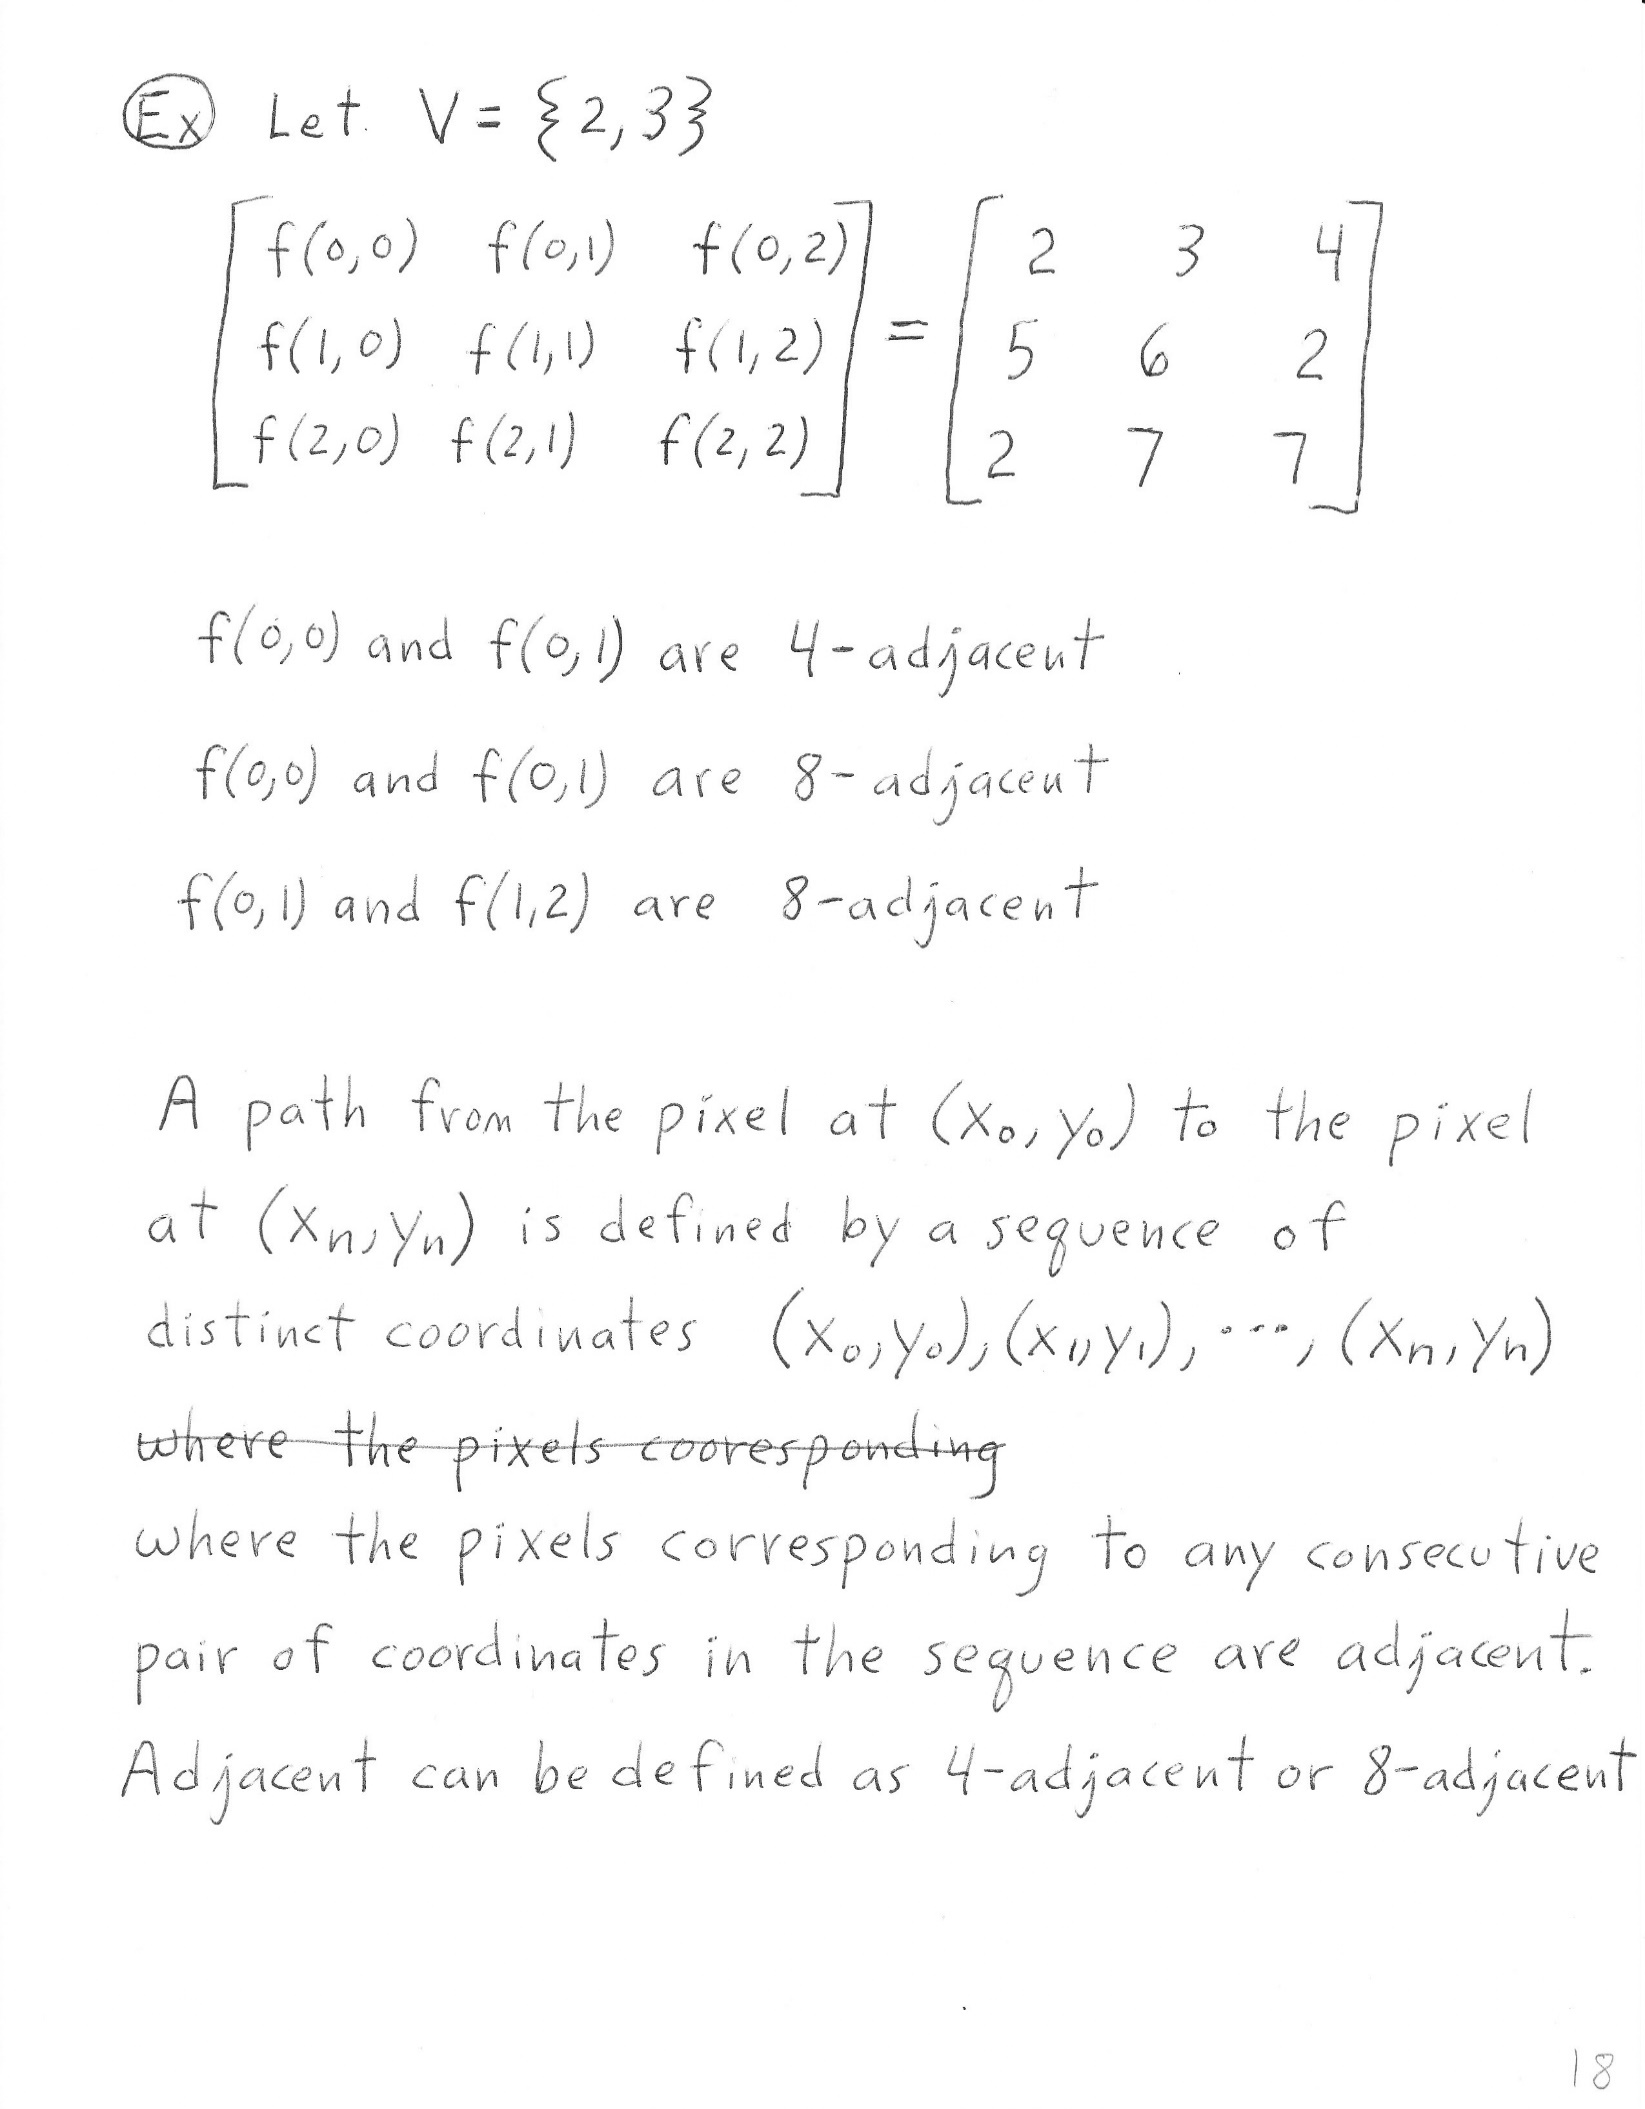 Ex Let V = {2,3}
[f(0,0) f(0,1) f(0,2)] = [2 3 4]
[f(1,0) f(1,1) f(1,2)] [5 6 2]
[f(2,0) f(2,1) f(2,2)] [2 7 7]
f(0,0) and f(0,1) are 4-adjacent
f(0,0) and f(0,1) are 8-adjacent
f(0,1) and f(1,2) are 8-adjacent
A path from the pixel at (x₀, y₀) to the pixel
at (xₙ, yₙ) is defined by a sequence of
distinct coordinates (x₀, y₀), (x₁, y₁), ..., (xₙ, yₙ)
where the pixels cooresponding
where the pixels corresponding to any consecutive
pair of coordinates in the sequence are adjacent.
Adjacent can be defined as 4-adjacent or 8-adjacent
18